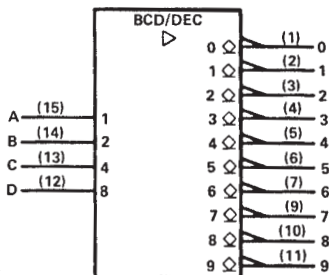 BCD/DEC
0 (1) 0
1 (2) 1
2 (3) 2
3 (4) 3
4 (5) 4
5 (6) 5
6 (7) 6
7 (9) 7
8 (10) 8
9 (11) 9
A (15) 1
B (14) 2
C (13) 4
D (12) 8